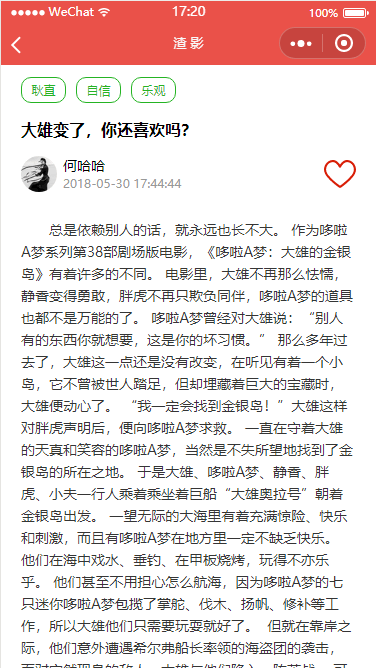 WeChat 17:20 100%
渣影
耿直 自信 乐观
大雄变了，你还喜欢吗？
何哈哈
2018-05-30 17:44:44
总是依赖别人的话，就永远也长不大。 作为哆啦
A梦系列第38部剧场版电影，《哆啦A梦：大雄的金银
岛》有着许多的不同。 电影里，大雄不再那么怯懦，
静香变得勇敢，胖虎不再只欺负同伴，哆啦A梦的道具
也都不是万能的了。 哆啦A梦曾经对大雄说：“别人
有的东西你就想要，这是你的坏习惯。” 那么多年过
去了，大雄这一点还是没有改变，在听见有着一个小
岛，它不曾被世人踏足，但却埋藏着巨大的宝藏时，
大雄便动心了。 “我一定会找到金银岛！”大雄这样
对胖虎声明后，便向哆啦A梦求救。 一直在守着大雄
的天真和笑容的哆啦A梦，当然是不失所望地找到了金
银岛的所在之地。 于是大雄、哆啦A梦、静香、胖
虎、小夫一行人乘着乘坐着巨船“大雄奥拉号”朝着
金银岛出发。 一望无际的大海里有着充满惊险、快乐
和刺激，而且有哆啦A梦在地方里一定不缺乏快乐。
他们在海中戏水、垂钓、在甲板烧烤，玩得不亦乐
乎。 他们甚至不用担心怎么航海，因为哆啦A梦的七
只迷你哆啦A梦包揽了掌舵、伐木、扬帆、修补等工
作，所以大雄他们只需要玩耍就好了。 但就在靠岸之
际，他们意外遭遇希尔弗船长率领的海盗团的袭击，